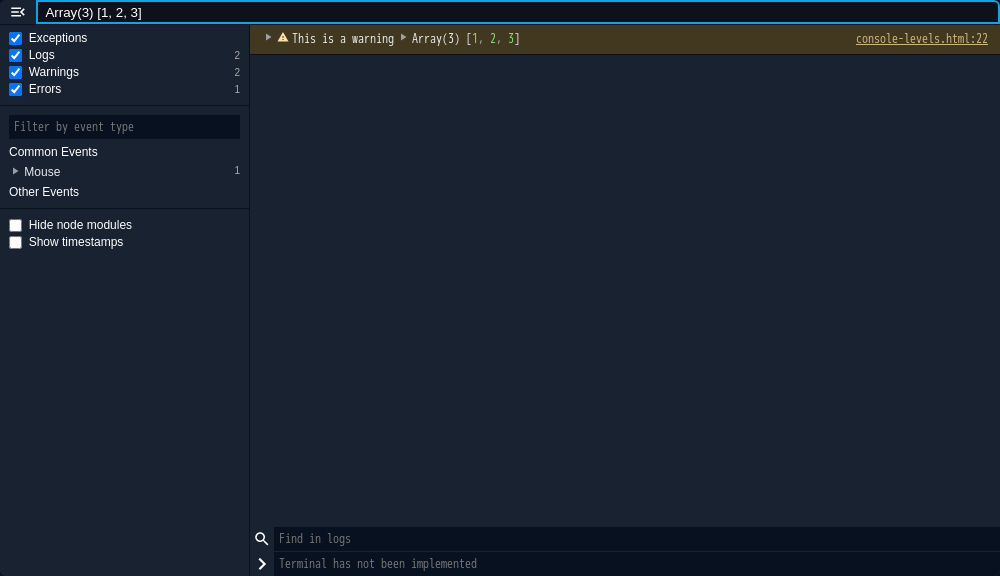 Array(3) [1, 2, 3]
Exceptions
Logs 2
Warnings 2
Errors 1
Filter by event type
Common Events
Mouse 1
Other Events
Hide node modules
Show timestamps
This is a warning Array(3) [1, 2, 3] console-levels.html:22
Find in logs
Terminal has not been implemented